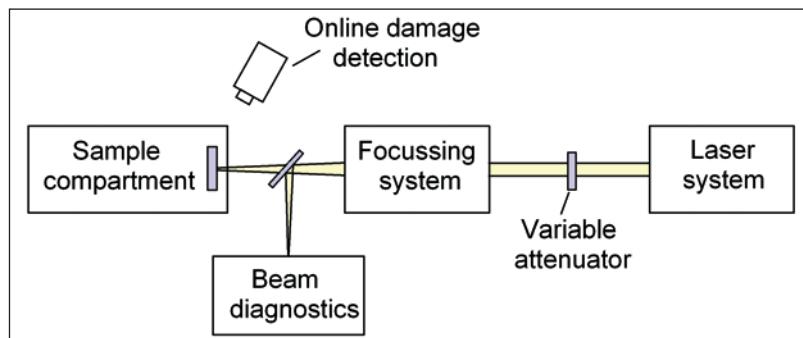 Online damage
detection
Sample
compartment
Focussing
system
Laser
system
Variable
attenuator
Beam
diagnostics